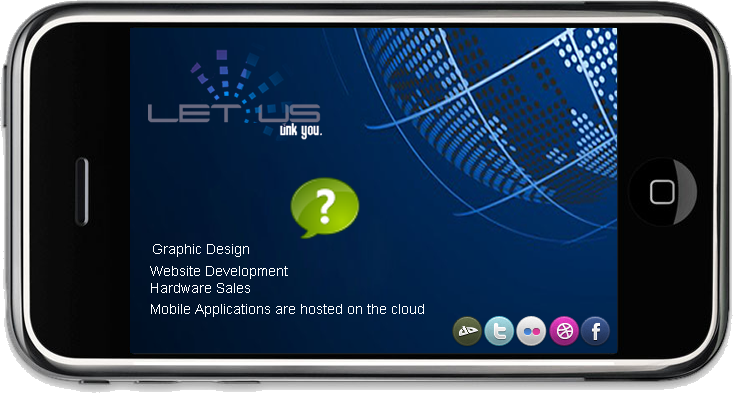 LET US
Link you.
?
Graphic Design
Website Development
Hardware Sales
Mobile Applications are hosted on the cloud